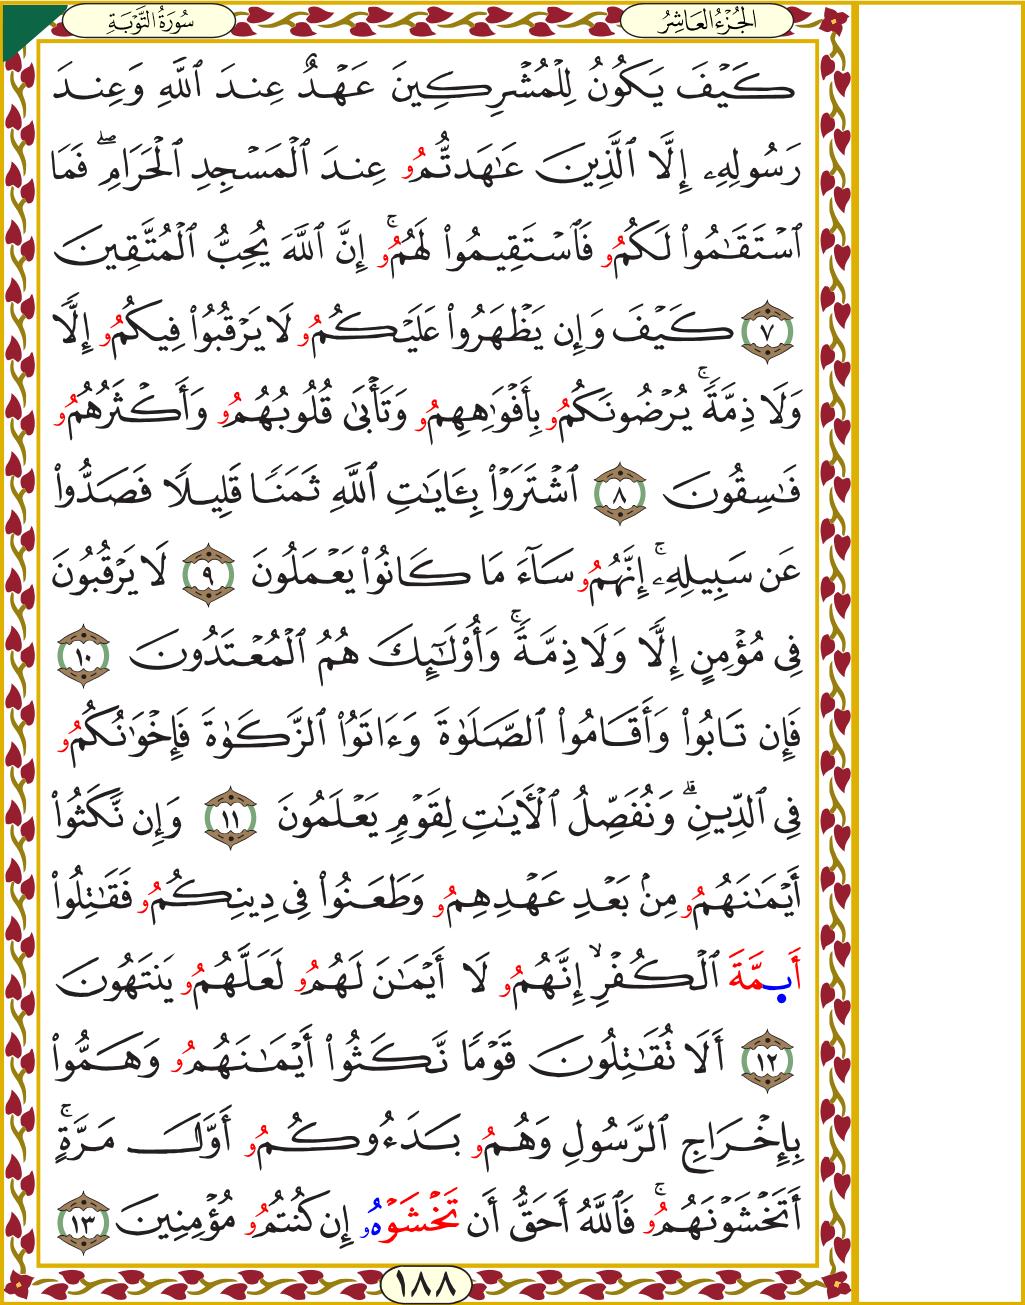 الجُزْءُ العَاشِرُ
سُورَةُ التَّوْبَةِ
كَيْفَ يَكُونُ لِلْمُشْرِكِينَ عَهْدٌ عِندَ ٱللَّهِ وَعِندَ
رَسُولِهِۦ إِلَّا ٱلَّذِينَ عَٰهَدتُّمُۥ عِندَ ٱلْمَسْجِدِ ٱلْحَرَامِۖ فَمَا
ٱسْتَقَٰمُوا۟ لَكُمُۥ فَٱسْتَقِيمُوا۟ لَهُمُۥۚ إِنَّ ٱللَّهَ يُحِبُّ ٱلْمُتَّقِينَ
٧ كَيْفَ وَإِن يَظْهَرُوا۟ عَلَيْكُمُۥ لَا يَرْقُبُوا۟ فِيكُمُۥ إِلًّا
وَلَا ذِمَّةًۚ يُرْضُونَكُمُۥ بِأَفْوَٰهِهِمُۥ وَتَأْبَىٰ قُلُوبُهُمُۥ وَأَكْثَرُهُمُۥ
فَٰسِقُونَ ٨ ٱشْتَرَوْا۟ بِـَٔايَٰتِ ٱللَّهِ ثَمَنًا قَلِيلًا فَصَدُّوا۟
عَن سَبِيلِهِۦۚ إِنَّهُمُۥ سَآءَ مَا كَانُوا۟ يَعْمَلُونَ ٩ لَا يَرْقُبُونَ
فِى مُؤْمِنٍ إِلًّا وَلَا ذِمَّةًۚ وَأُو۟لَٰٓئِكَ هُمُ ٱلْمُعْتَدُونَ ١٠
فَإِن تَابُوا۟ وَأَقَامُوا۟ ٱلصَّلَوٰةَ وَءَاتَوُا۟ ٱلزَّكَوٰةَ فَإِخْوَٰنُكُمُۥ
فِى ٱلدِّينِۗ وَنُفَصِّلُ ٱلْأَيَٰتِ لِقَوْمٍ يَعْلَمُونَ ١١ وَإِن نَّكَثُوا۟
أَيْمَٰنَهُمُۥ مِنۢ بَعْدِ عَهْدِهِمُۥ وَطَعَنُوا۟ فِى دِينِكُمُۥ فَقَٰتِلُوا۟
أَىِٕمَّةَ ٱلْكُفْرِۙ إِنَّهُمُۥ لَا أَيْمَٰنَ لَهُمُۥ لَعَلَّهُمُۥ يَنتَهُونَ
١٢ أَلَا تُقَٰتِلُونَ قَوْمًا نَّكَثُوا۟ أَيْمَٰنَهُمُۥ وَهَمُّوا۟
بِإِخْرَاجِ ٱلرَّسُولِ وَهُمُۥ بَدَءُوكُمُۥ أَوَّلَ مَرَّةٍۚ
أَتَخْشَوْنَهُمُۥۚ فَٱللَّهُ أَحَقُّ أَن تَخْشَوْهُۥ إِن كُنتُمُۥ مُؤْمِنِينَ ١٣
١٨٨